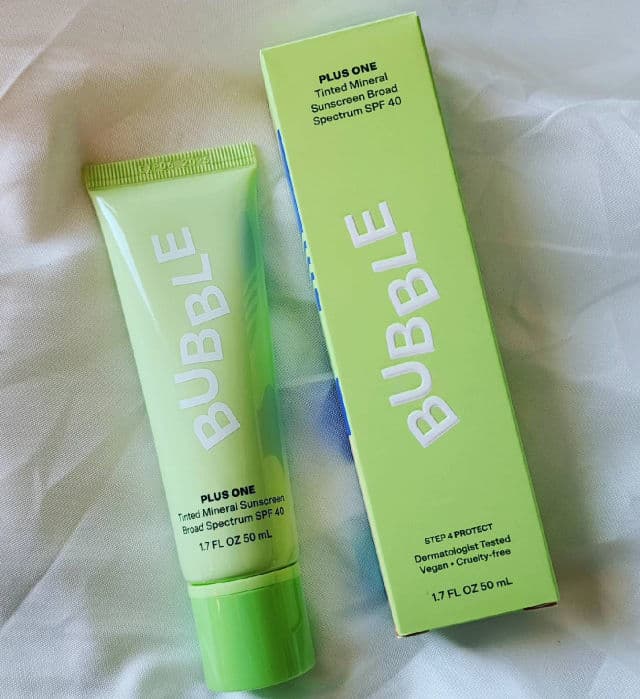 BUBBLE
PLUS ONE
Tinted Mineral Sunscreen
Broad Spectrum SPF 40
1.7 FL OZ 50 mL
PLUS ONE
Tinted Mineral
Sunscreen Broad
Spectrum SPF 40
BUBBLE
STEP 4 PROTECT
Dermatologist Tested
Vegan • Cruelty-free
1.7 FL OZ 50 mL